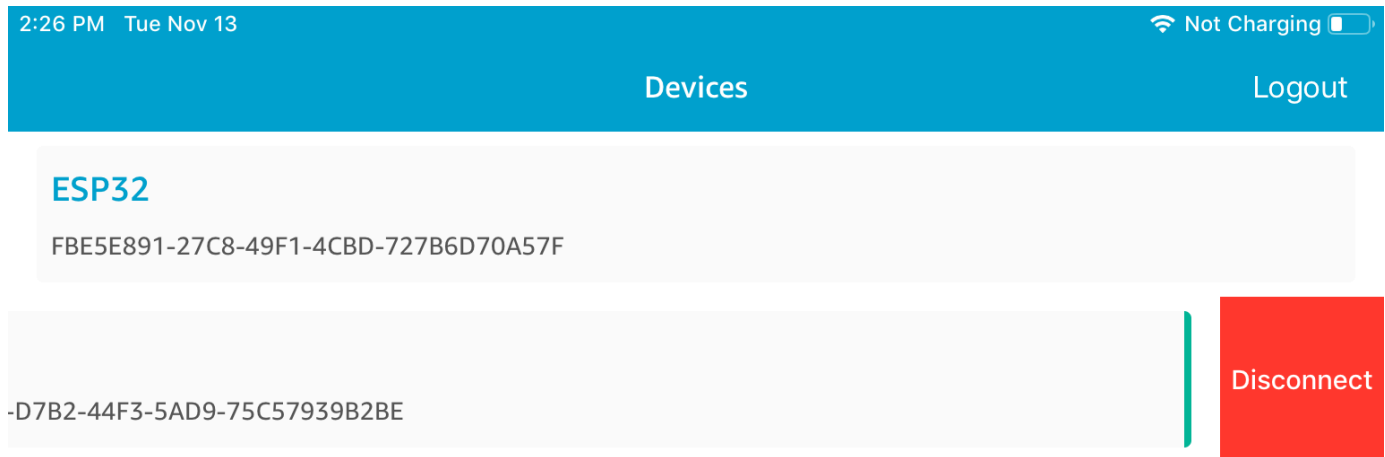 2:26 PM Tue Nov 13 Not Charging
Devices Logout
ESP32
FBE5E891-27C8-49F1-4CBD-727B6D70A57F
-D7B2-44F3-5AD9-75C57939B2BE
Disconnect